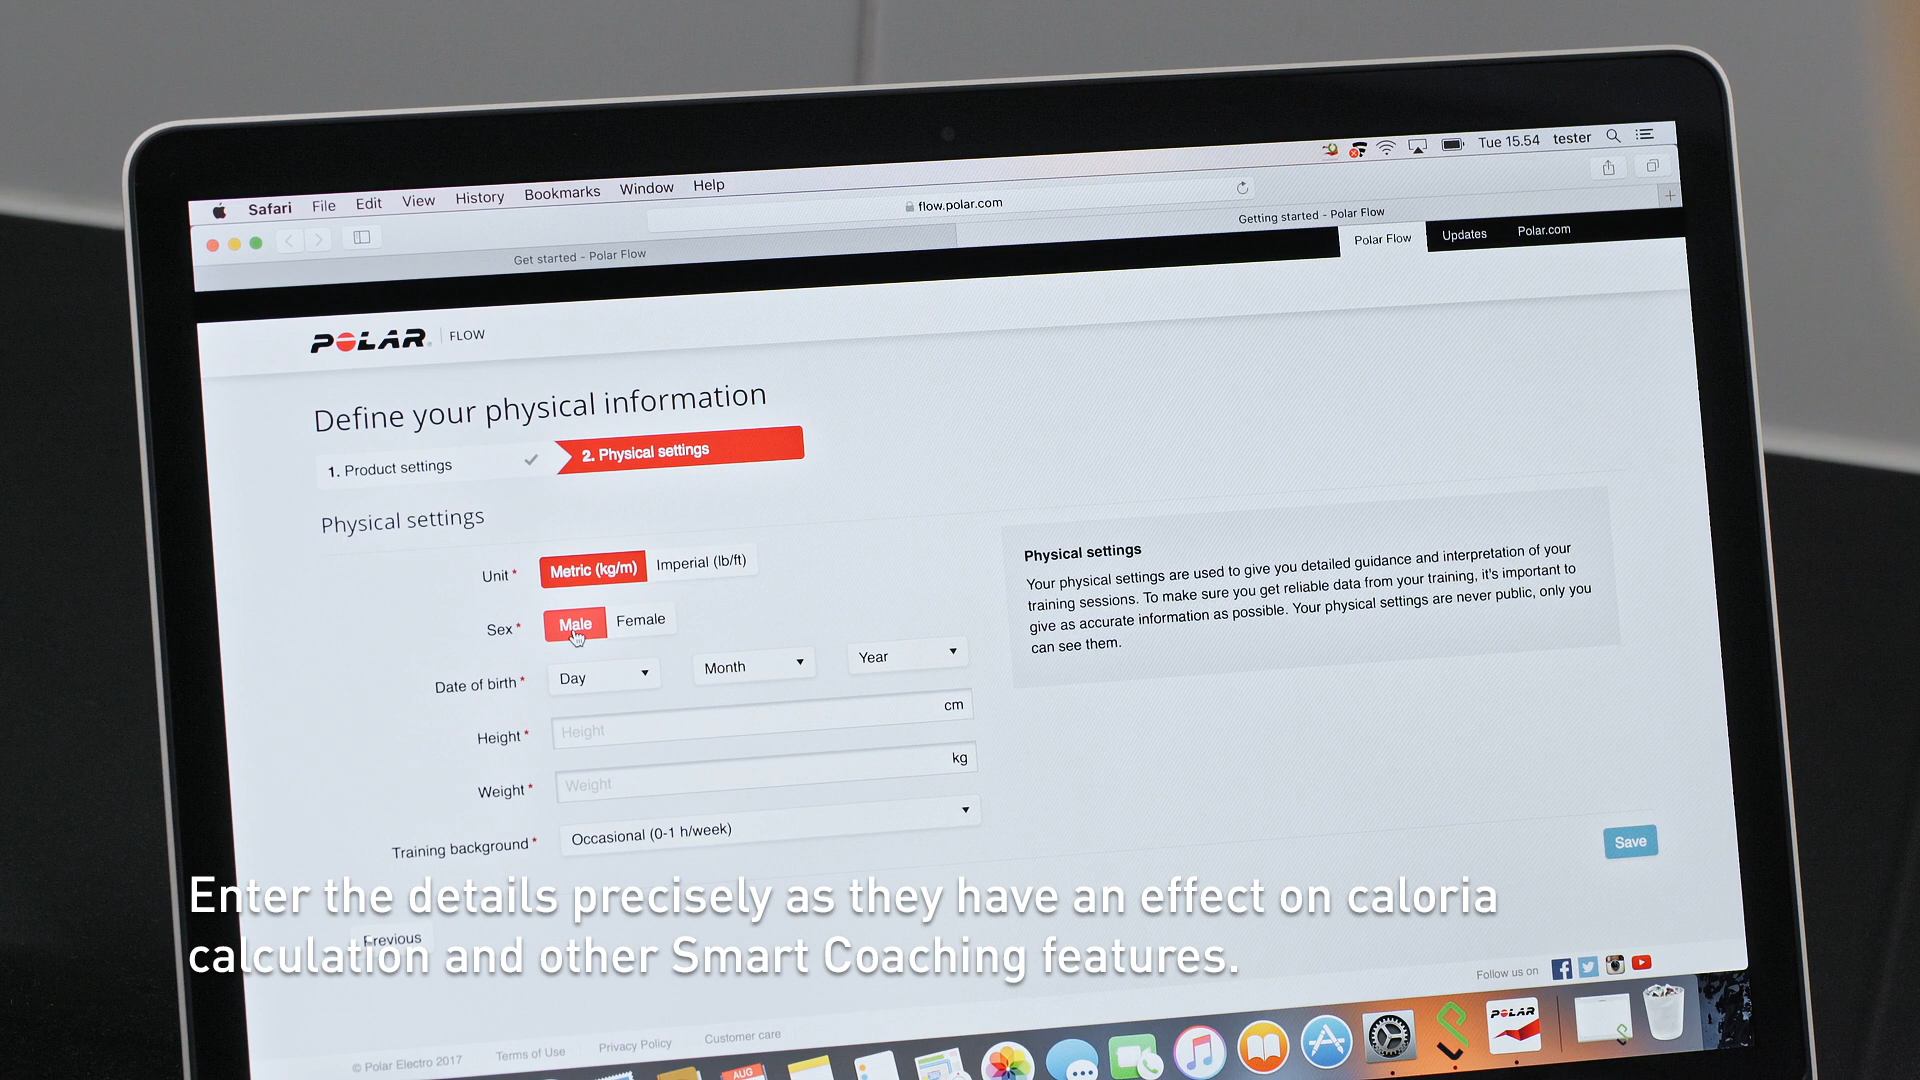 Tue 15.54 tester
Safari File Edit View History Bookmarks Window Help
flow.polar.com
Get started - Polar Flow
Getting started - Polar Flow
Polar Flow Updates Polar.com
POLAR FLOW
Define your physical information
1. Product settings
2. Physical settings
Physical settings
Unit * Metric (kg/m) Imperial (lb/ft)
Sex * Male Female
Date of birth * Day Month Year
Height * Height cm
Weight * Weight kg
Training background * Occasional (0-1 h/week)
Physical settings
Your physical settings are used to give you detailed guidance and interpretation of your
training sessions. To make sure you get reliable data from your training, it's important to
give as accurate information as possible. Your physical settings are never public, only you
can see them.
Save
Enter the details precisely as they have an effect on caloria
Previous
calculation and other Smart Coaching features.
Follow us on
© Polar Electro 2017 Terms of Use Privacy Policy Customer care
AUG
POLAR